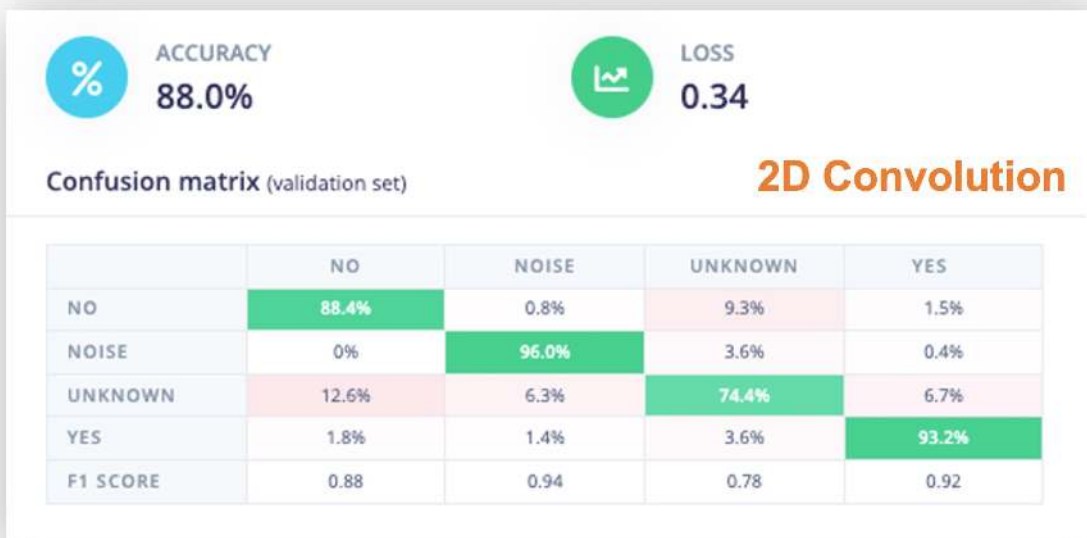 ACCURACY
88.0%
LOSS
0.34
Confusion matrix (validation set)
2D Convolution
NO NOISE UNKNOWN YES
NO 88.4% 0.8% 9.3% 1.5%
NOISE 0% 96.0% 3.6% 0.4%
UNKNOWN 12.6% 6.3% 74.4% 6.7%
YES 1.8% 1.4% 3.6% 93.2%
F1 SCORE 0.88 0.94 0.78 0.92